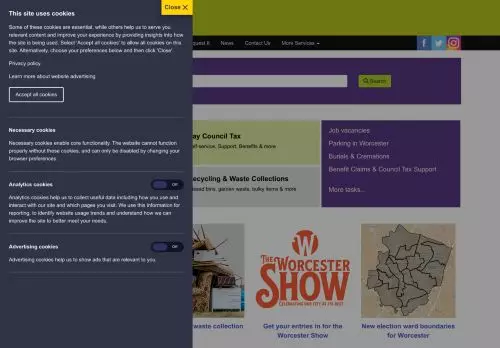 This site uses cookies
Close ✕
Some of these cookies are essential, while others help us to serve you
relevant content and improve your experience by providing insights into how
the site is being used. Select 'Accept all cookies' to allow all cookies on this
site. Alternatively, choose your preferences below and then click 'Close'
Privacy policy
Learn more about website advertising
Accept all cookies
Necessary cookies
Necessary cookies enable core functionality. The website cannot function
properly without these cookies, and can only be disabled by changing your
browser preferences.
Analytics cookies
Off
Analytics cookies help us to collect useful data including how you use and
interact with our site and which pages you visit. We use this information for
reporting, to identify website usage trends and understand how we can
improve the site to better meet your needs.
Advertising cookies
Off
Advertising cookies help us to show ads that are relevant to you.
quest It News Contact Us More Services
Search
ay Council Tax
elf-service, Support, Benefits & more
ecycling & Waste Collections
issed bins, garden waste, bulky items & more
Job vacancies
Parking in Worcester
Burials & Cremations
Benefit Claims & Council Tax Support
More tasks...
THE
WORCESTER
SHOW
CELEBRATING OUR CITY AT ITS BEST
waste collection
Get your entries in for the
Worcester Show
New election ward boundaries
for Worcester